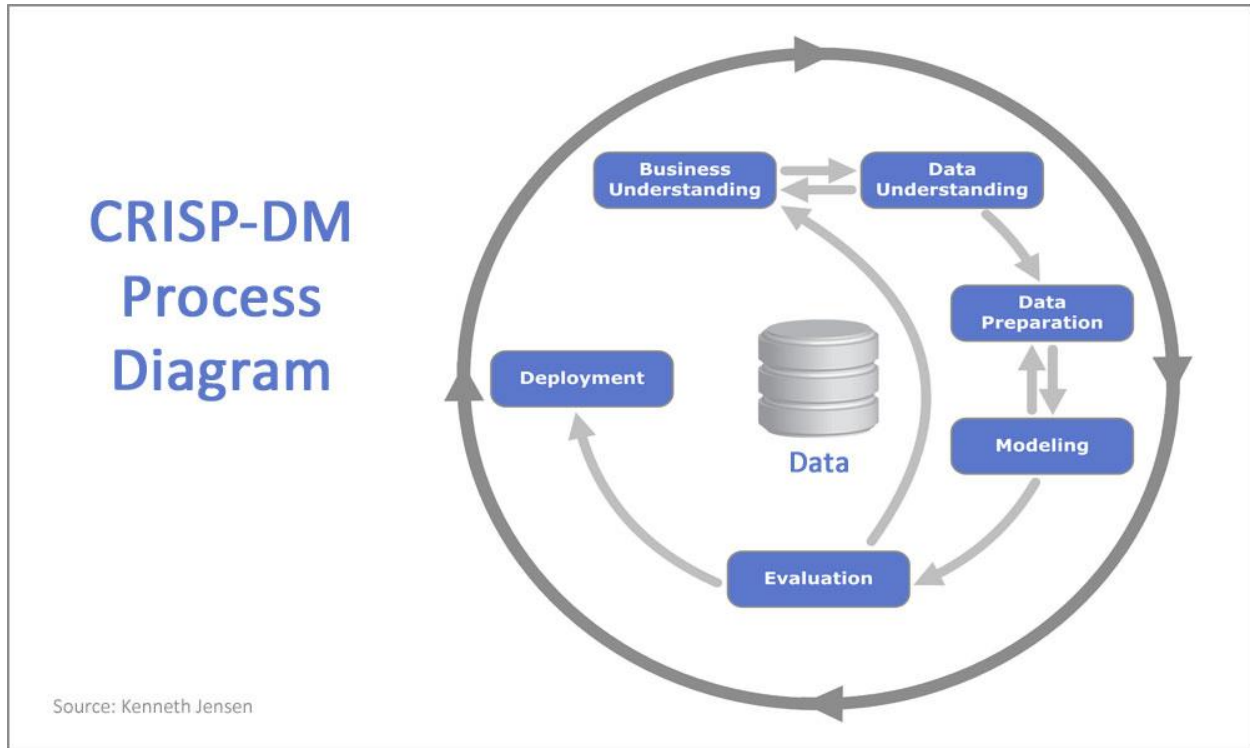 CRISP-DM
Process
Diagram
Business
Understanding
Data
Understanding
Data
Preparation
Modeling
Evaluation
Deployment
Data
Source: Kenneth Jensen